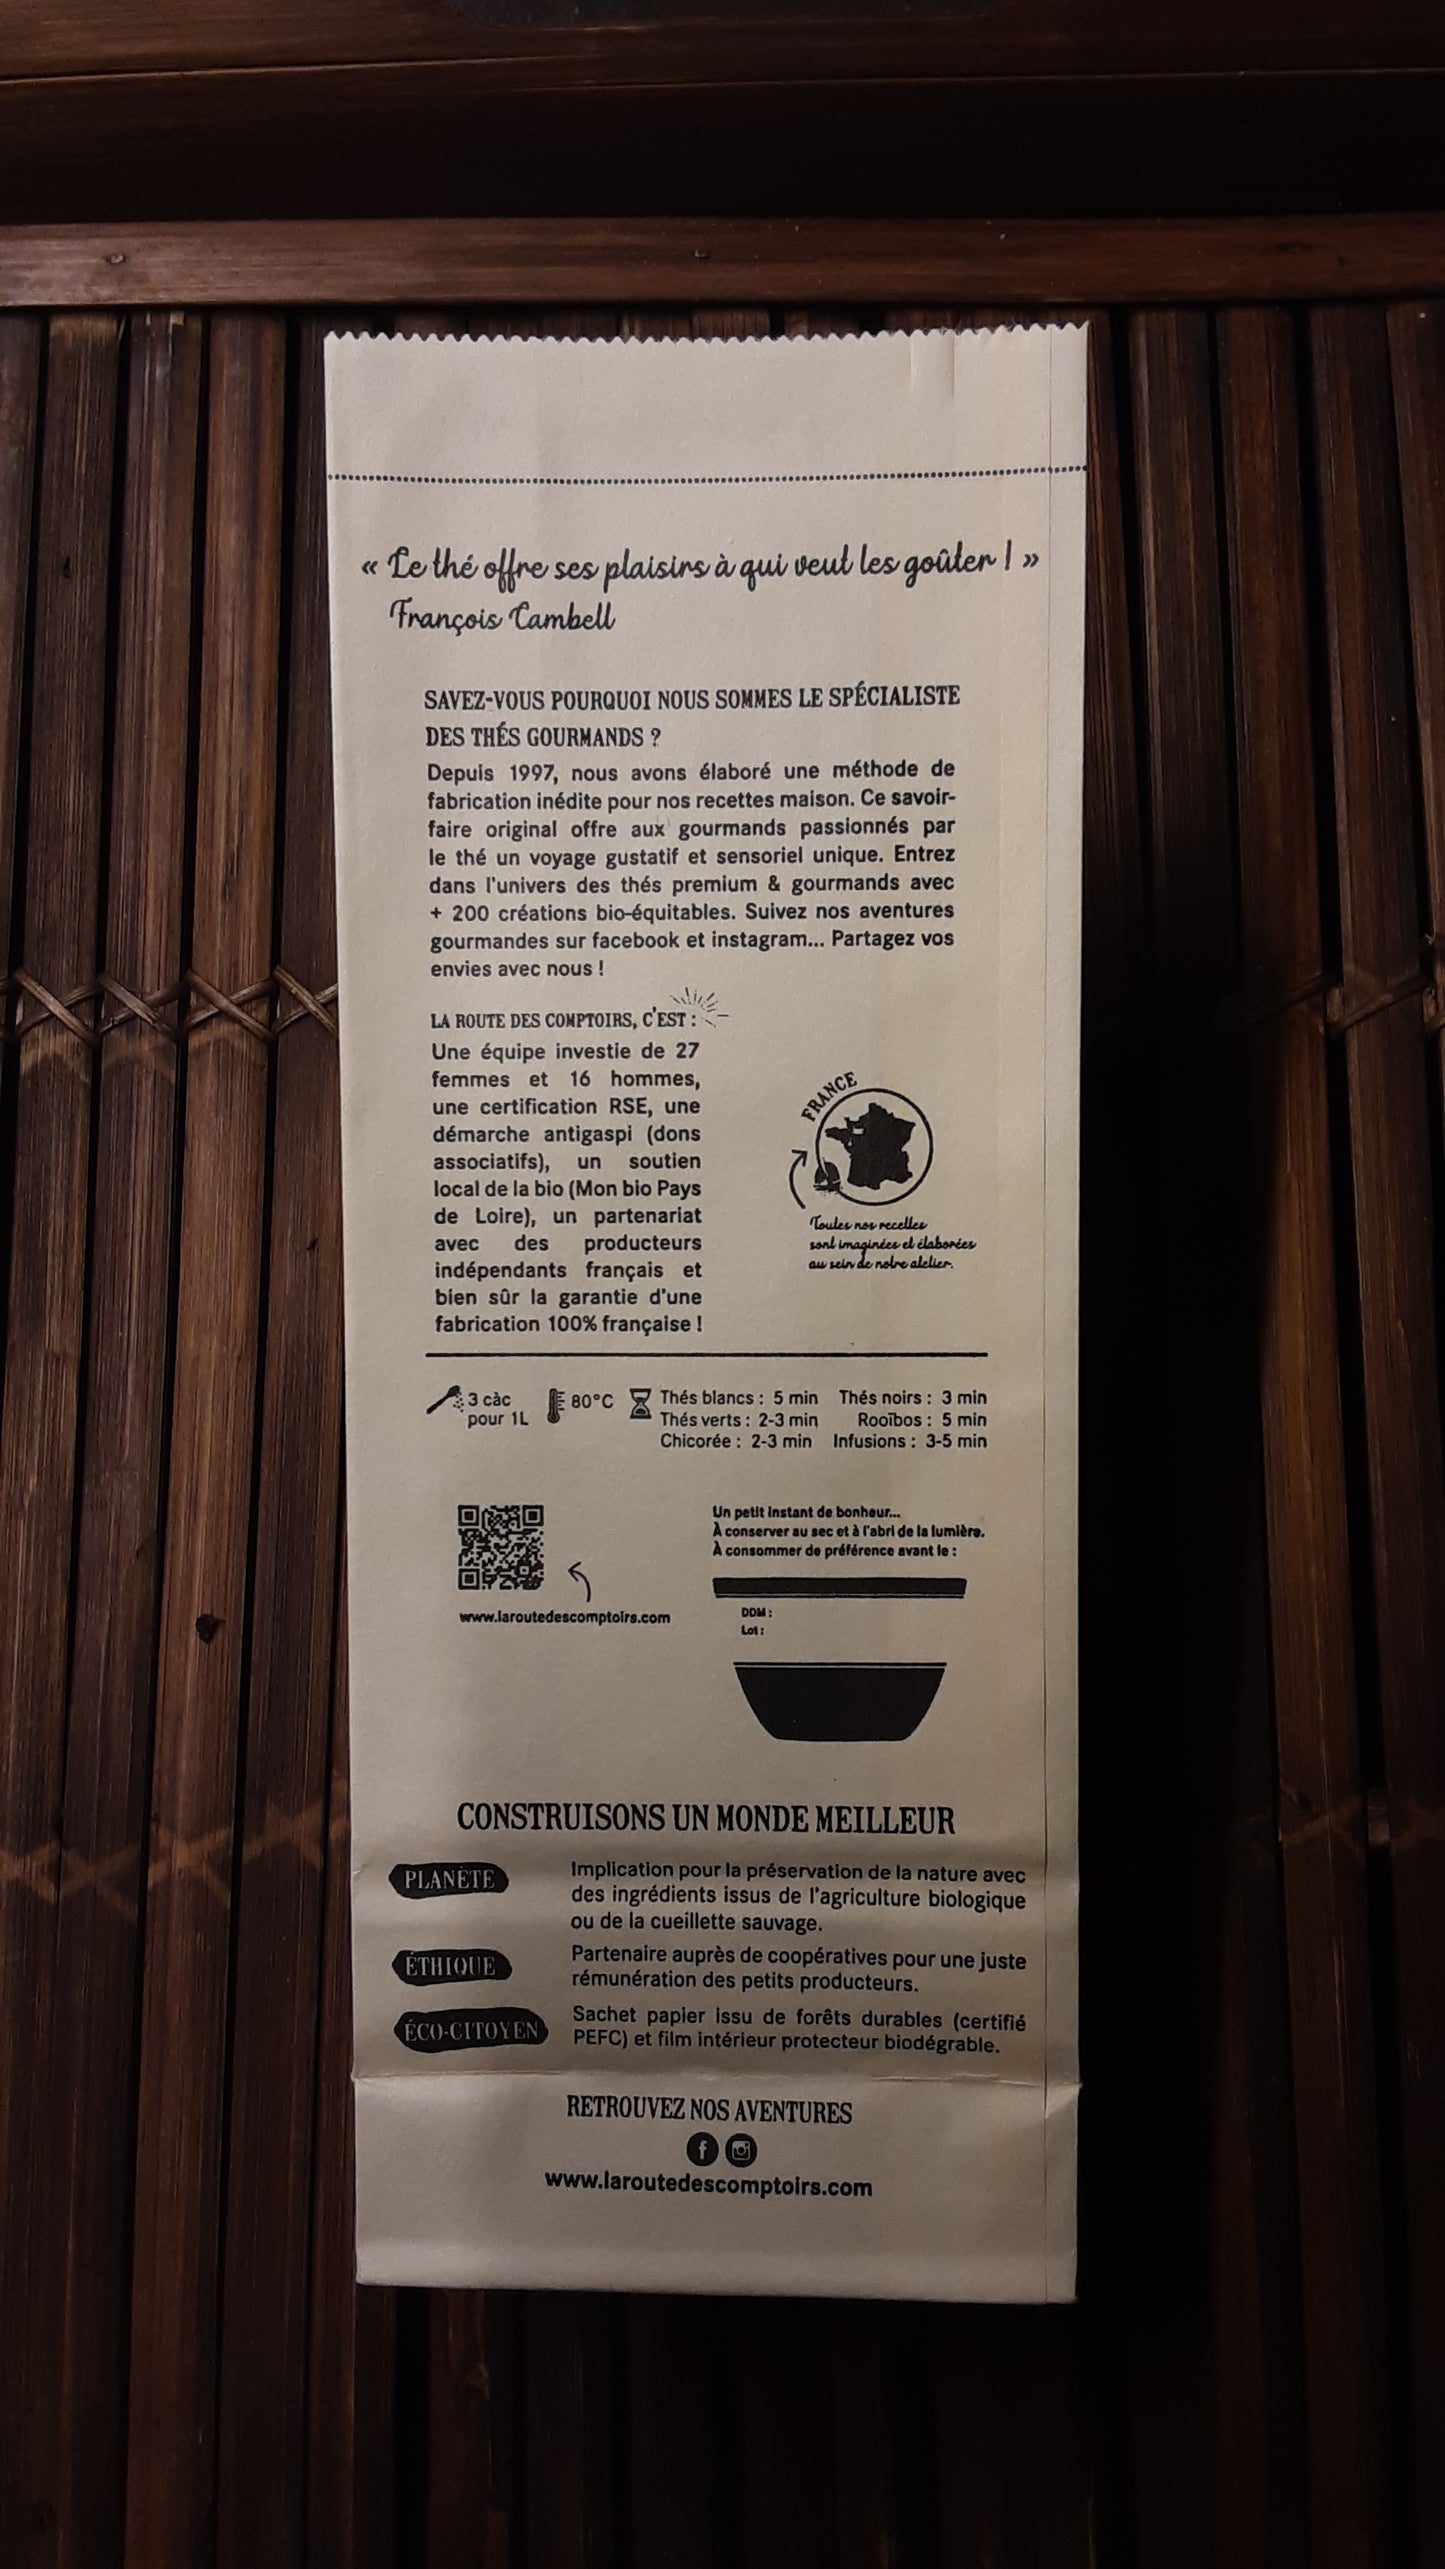 « Le thé offre ses plaisirs à qui veut les goûter ! »
François Cambell
SAVEZ-VOUS POURQUOI NOUS SOMMES LE SPÉCIALISTE
DES THÉS GOURMANDS ?
Depuis 1997, nous avons élaboré une méthode de
fabrication inédite pour nos recettes maison. Ce savoir-
faire original offre aux gourmands passionnés par
le thé un voyage gustatif et sensoriel unique. Entrez
dans l'univers des thés premium & gourmands avec
+ 200 créations bio-équitables. Suivez nos aventures
gourmandes sur facebook et instagram... Partagez vos
envies avec nous !
LA ROUTE DES COMPTOIRS, C'EST :
Une équipe investie de 27
femmes et 16 hommes,
une certification RSE, une
démarche antigaspi (dons
associatifs), un soutien
local de la bio (Mon bio Pays
de Loire), un partenariat
avec des producteurs
indépendants français et
bien sûr la garantie d'une
fabrication 100% française !
FRANCE
Toutes nos recettes
sont imaginées et élaborées
au sein de notre atelier.
3 càc
pour 1L
80°C
Thés blancs : 5 min Thés noirs : 3 min
Thés verts : 2-3 min Rooïbos : 5 min
Chicorée : 2-3 min Infusions : 3-5 min
www.laroutedescomptoirs.com
Un petit instant de bonheur...
À conserver au sec et à l'abri de la lumière.
À consommer de préférence avant le :
DDM :
Lot :
CONSTRUISONS UN MONDE MEILLEUR
PLANÈTE
Implication pour la préservation de la nature avec
des ingrédients issus de l'agriculture biologique
ou de la cueillette sauvage.
ÉTHIQUE
Partenaire auprès de coopératives pour une juste
rémunération des petits producteurs.
ÉCO-CITOYEN
Sachet papier issu de forêts durables (certifié
PEFC) et film intérieur protecteur biodégrable.
RETROUVEZ NOS AVENTURES
www.laroutedescomptoirs.com